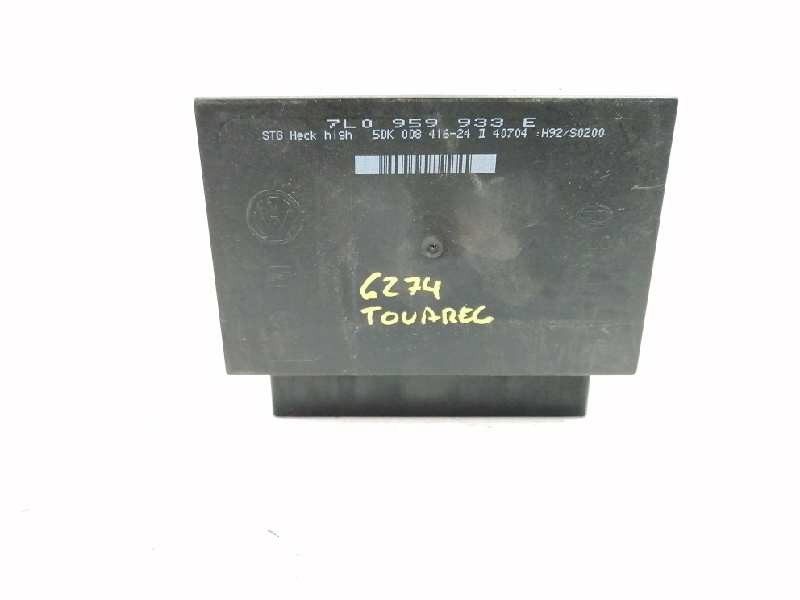 7L0 959 933 E
STG Heck high 5DK 008 416-24 II 40704 :H92/S0200
6274
TOUAREG